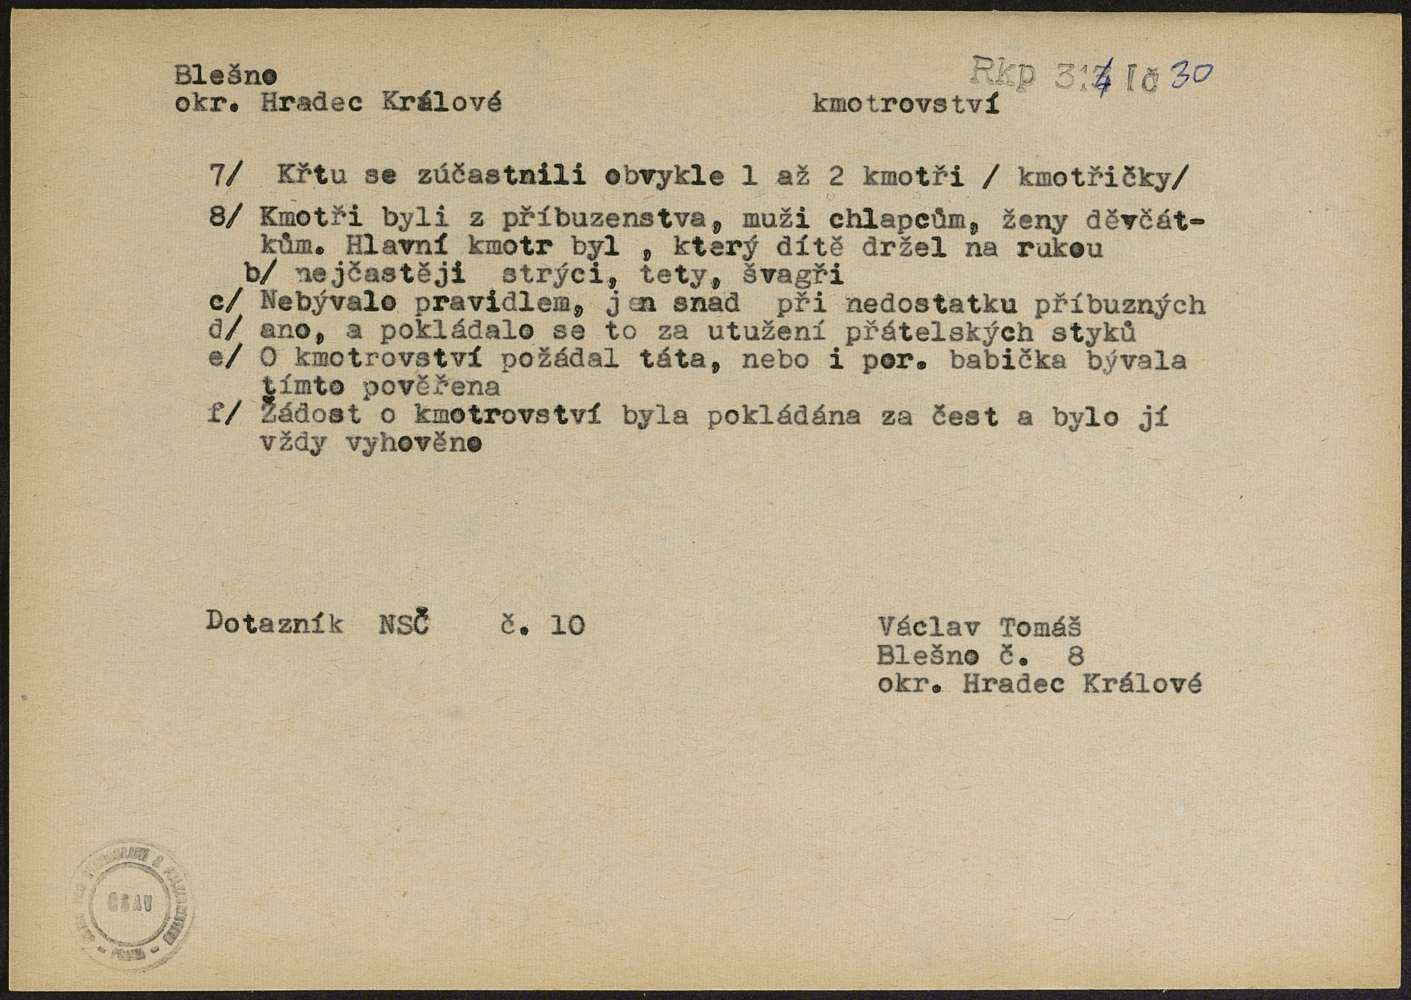 Blešno
okr. Hradec Králové
Rkp Ič 30
kmotrovství
7/ Křtu se zúčastnili obvykle 1 až 2 kmotři / kmotřičky/
8/ Kmotři byli z příbuzenstva, muži chlapcům, ženy děvčát-
kům. Hlavní kmotr byl , který dítě držel na rukou
b/ nejčastěji strýci, tety, švagři
c/ Nebývalo pravidlem, jen snad při nedostatku příbuzných
d/ ano, a pokládalo se to za utužení přátelských styků
e/ O kmotrovství požádal táta, nebo i por. babička bývala
tímto pověřena
f/ Žádost o kmotrovství byla pokládána za čest a bylo jí
vždy vyhověno
Dotazník NSČ č. 10
Václav Tomáš
Blešno č. 8
okr. Hradec Králové
ČSAV
PRAHA